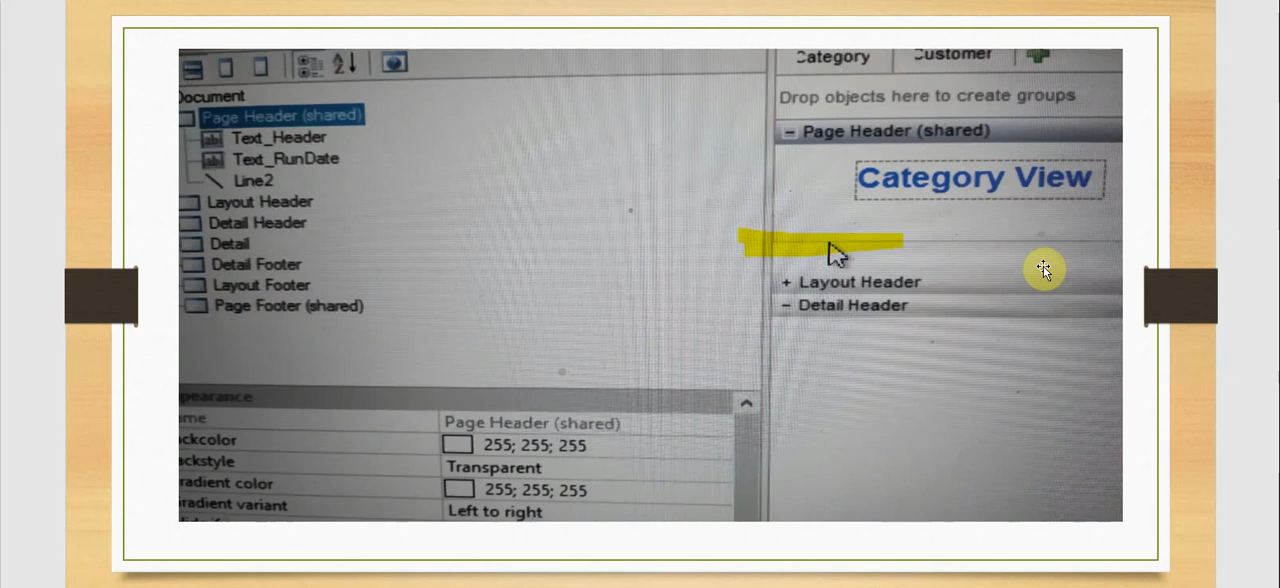 Document
Page Header (shared)
Text_Header
Text_RunDate
Line2
Layout Header
Detail Header
Detail
Detail Footer
Layout Footer
Page Footer (shared)
Page Header (shared)
255; 255; 255
Transparent
255; 255; 255
Left to right
Category Customer
Drop objects here to create groups
− Page Header (shared)
Category View
+ Layout Header
− Detail Header